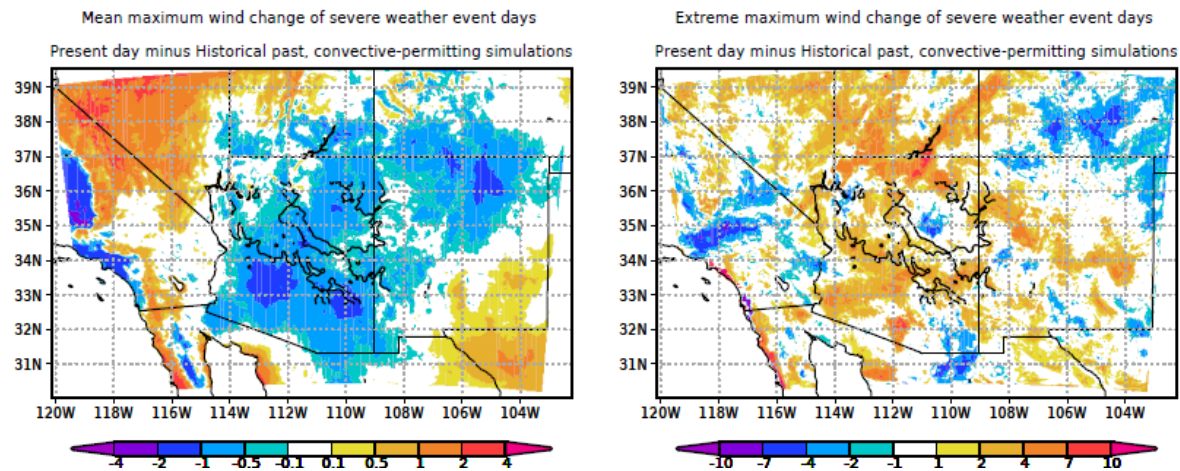 Mean maximum wind change of severe weather event days
Present day minus Historical past, convective-permitting simulations
39N
38N
37N
36N
35N
34N
33N
32N
31N
120W 118W 116W 114W 112W 110W 108W 106W 104W
-4 -2 -1 -0.5 -0.1 0.1 0.5 1 2 4
Extreme maximum wind change of severe weather event days
Present day minus Historical past, convective-permitting simulations
39N
38N
37N
36N
35N
34N
33N
32N
31N
120W 118W 116W 114W 112W 110W 108W 106W 104W
-10 -7 -4 -2 -1 1 2 4 7 10